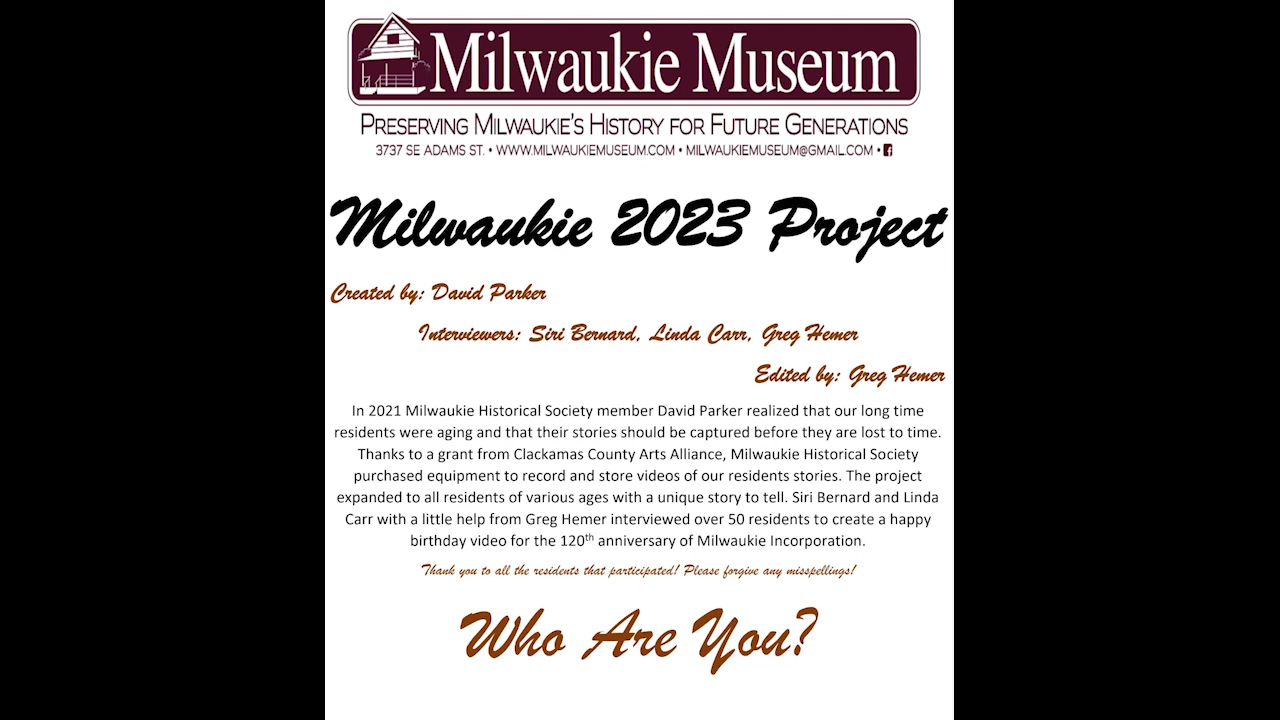 Milwaukie Museum
Preserving Milwaukie's History for Future Generations
3737 SE ADAMS ST. • WWW.MILWAUKIEMUSEUM.COM • MILWAUKIEMUSEUM@GMAIL.COM •
Milwaukie 2023 Project
Created by: David Parker
Interviewers: Siri Bernard, Linda Carr, Greg Hemer
Edited by: Greg Hemer
In 2021 Milwaukie Historical Society member David Parker realized that our long time
residents were aging and that their stories should be captured before they are lost to time.
Thanks to a grant from Clackamas County Arts Alliance, Milwaukie Historical Society
purchased equipment to record and store videos of our residents stories. The project
expanded to all residents of various ages with a unique story to tell. Siri Bernard and Linda
Carr with a little help from Greg Hemer interviewed over 50 residents to create a happy
birthday video for the 120th anniversary of Milwaukie Incorporation.
Thank you to all the residents that participated! Please forgive any misspellings!
Who Are You?